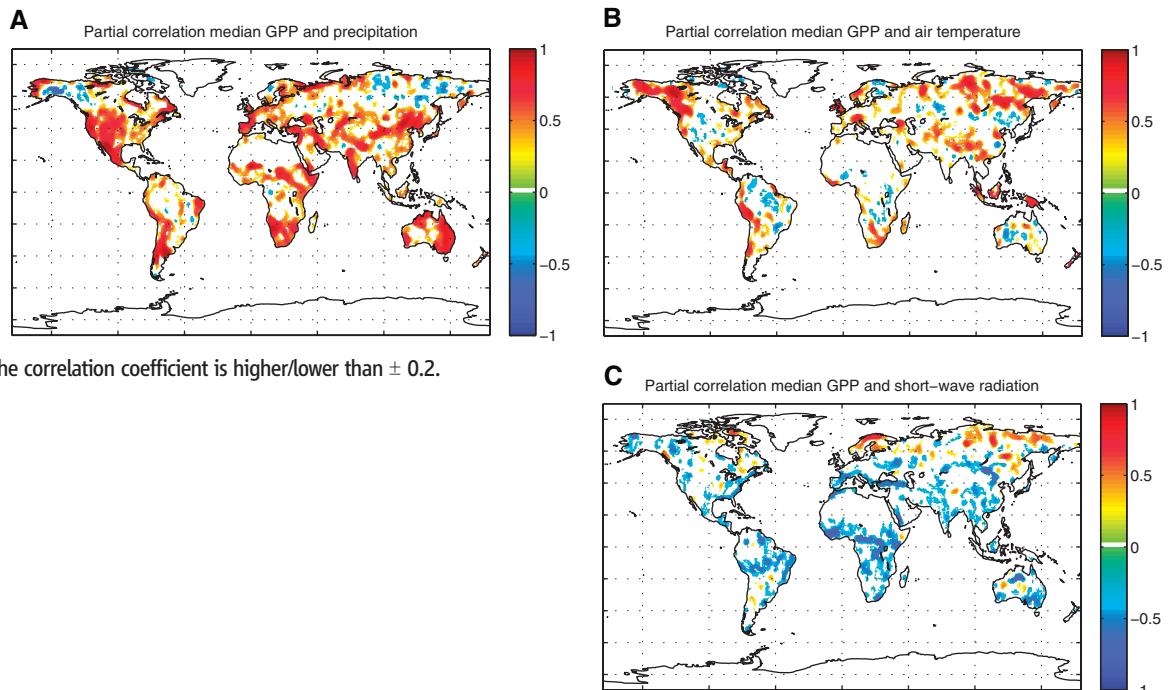 A
Partial correlation median GPP and precipitation
1
0.5
0
−0.5
−1
he correlation coefficient is higher/lower than ± 0.2.
B
Partial correlation median GPP and air temperature
1
0.5
0
−0.5
−1
C
Partial correlation median GPP and short−wave radiation
1
0.5
0
−0.5
−1